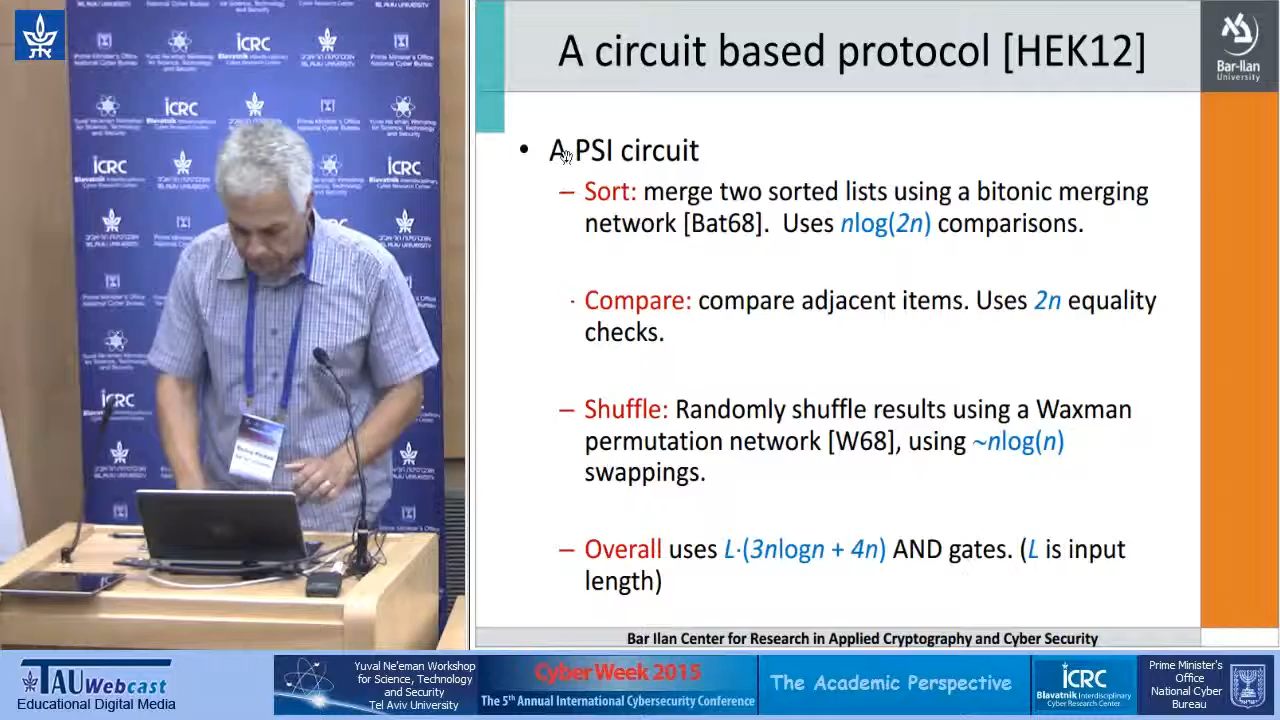 A circuit based protocol [HEK12]
Bar-Ilan
University
• A PSI circuit
– Sort: merge two sorted lists using a bitonic merging
network [Bat68]. Uses nlog(2n) comparisons.
Compare: compare adjacent items. Uses 2n equality
checks.
– Shuffle: Randomly shuffle results using a Waxman
permutation network [W68], using ~nlog(n)
swappings.
– Overall uses L·(3nlogn + 4n) AND gates. (L is input
length)
Bar Ilan Center for Research in Applied Cryptography and Cyber Security
TAU Webcast
Educational Digital Media
Yuval Ne'eman Workshop
for Science, Technology
and Security
Tel Aviv University
CyberWeek 2015
The 5th Annual International Cybersecurity Conference
The Academic Perspective
iCRC
Blavatnik Interdisciplinary
Cyber Research Center
Prime Minister's
Office
National Cyber
Bureau